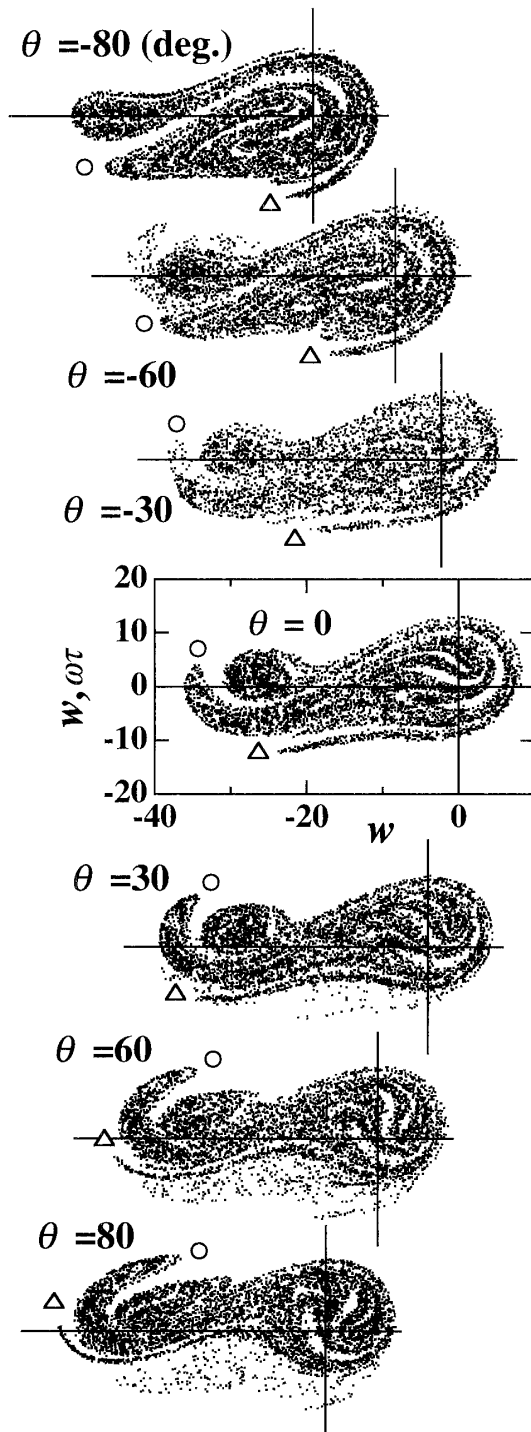 θ =-80 (deg.)
θ =-60
θ =-30
20
10
0
-10
-20
w, ωτ
θ = 0
-40
-20
0
w
θ =30
θ =60
θ =80